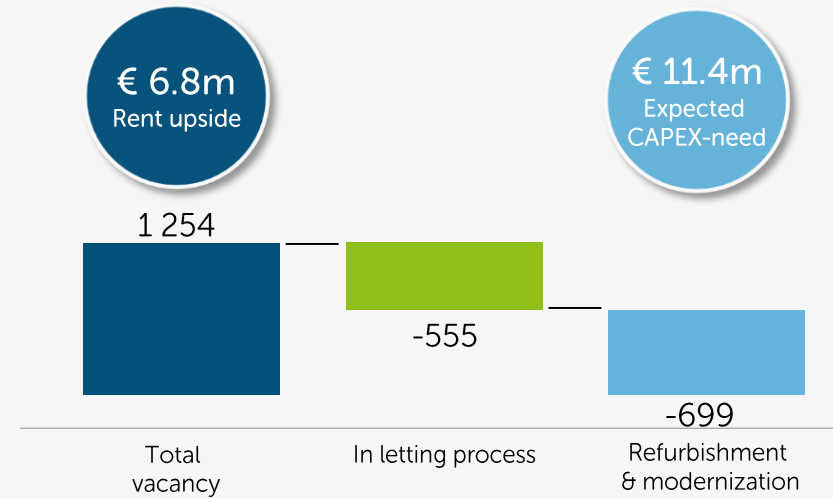 € 6.8m
Rent upside
€ 11.4m
Expected
CAPEX-need
1 254
-555
-699
Total
vacancy
In letting process
Refurbishment
& modernization